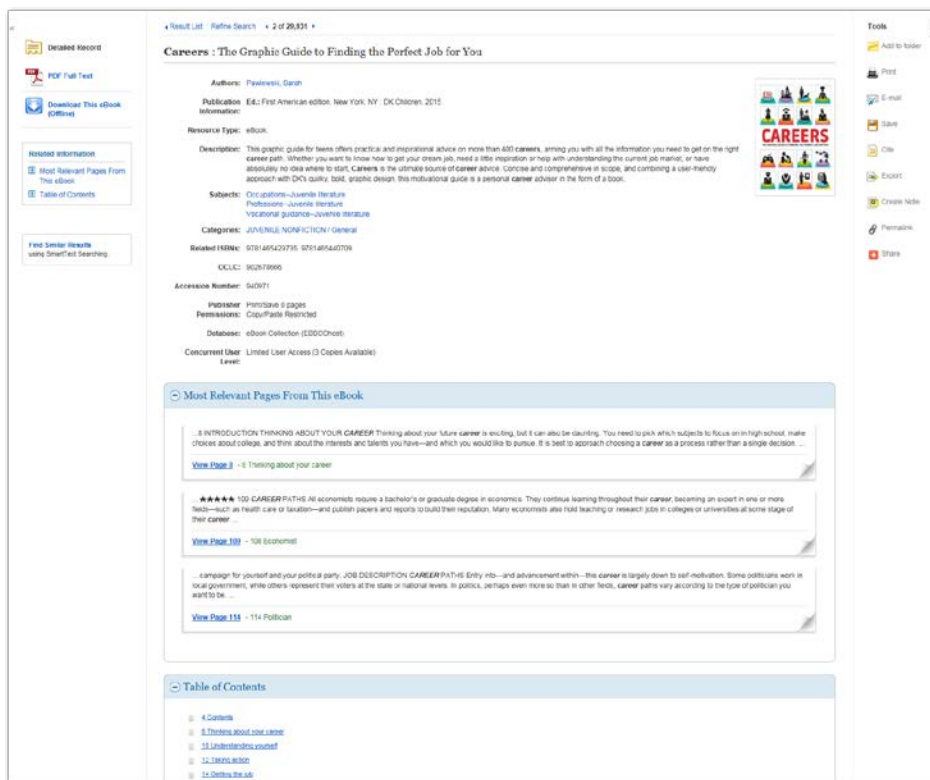 Result List Refine Search 2 of 29,931
Detailed Record
PDF Full Text
Download This eBook
(Offline)
Related Information
Most Relevant Pages From
This eBook
Table of Contents
Find Similar Results
using SmartText Searching.
Careers : The Graphic Guide to Finding the Perfect Job for You
Authors: Pawlewski, Sarah
Publication Information: Ed.: First American edition. New York, NY : DK Children. 2015
Resource Type: eBook.
Description: This graphic guide for teens offers practical and inspirational advice on more than 400 careers, arming you with all the information you need to get on the right
career path. Whether you want to know how to get your dream job, need a little inspiration or help with understanding the current job market, or have
absolutely no idea where to start, Careers is the ultimate source of career advice. Concise and comprehensive in scope, and combining a user-friendly
approach with DK's quirky, bold, graphic design, this motivational guide is a personal career advisor in the form of a book.
Subjects: Occupations--Juvenile literature
Professions--Juvenile literature
Vocational guidance--Juvenile literature
Categories: JUVENILE NONFICTION / General
Related ISBNs:
OCLC:
Accession Number: 940971
Publisher Permissions: Print/Save 0 pages
Copy/Paste Restricted
Database: eBook Collection (EBSCOhost)
Concurrent User Level: Limited User Access (3 Copies Available)
CAREERS
Most Relevant Pages From This eBook
...8 INTRODUCTION THINKING ABOUT YOUR CAREER Thinking about your future career is exciting, but it can also be daunting. You need to pick which subjects to focus on in high school, make
choices about college, and think about the interests and talents you have—and which you would like to pursue. It is best to approach choosing a career as a process rather than a single decision. ...
View Page 8 - 8 Thinking about your career
... ★★★★★ 109 CAREER PATHS All economists require a bachelor's or graduate degree in economics. They continue learning throughout their career, becoming an expert in one or more
fields—such as health care or taxation—and publish papers and reports to build their reputation. Many economists also hold teaching or research jobs in colleges or universities at some stage of
their career. ...
View Page 109 - 108 Economist
...campaign for yourself and your political party. JOB DESCRIPTION CAREER PATHS Entry into—and advancement within—this career is largely down to self-motivation. Some politicians work in
local government, while others represent their voters at the state or national levels. In politics, perhaps even more so than in other fields, career paths vary according to the type of politician you
want to be. ...
View Page 114 - 114 Politician
Table of Contents
4 Contents
8 Thinking about your career
10 Understanding yourself
12 Taking action
14 Getting the job
Tools
Add to folder
Print
E-mail
Save
Cite
Export
Create Note
Permalink
Share